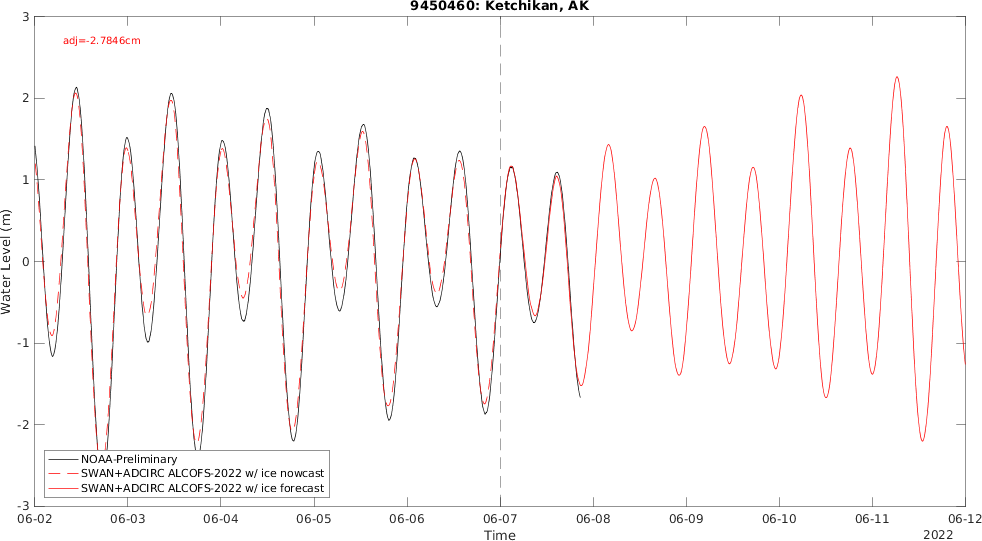 9450460: Ketchikan, AK
adj=-2.7846cm
Water Level (m)
3
2
1
0
-1
-2
-3
NOAA-Preliminary
SWAN+ADCIRC ALCOFS-2022 w/ ice nowcast
SWAN+ADCIRC ALCOFS-2022 w/ ice forecast
06-02 06-03 06-04 06-05 06-06 06-07 06-08 06-09 06-10 06-11 06-12
Time
2022